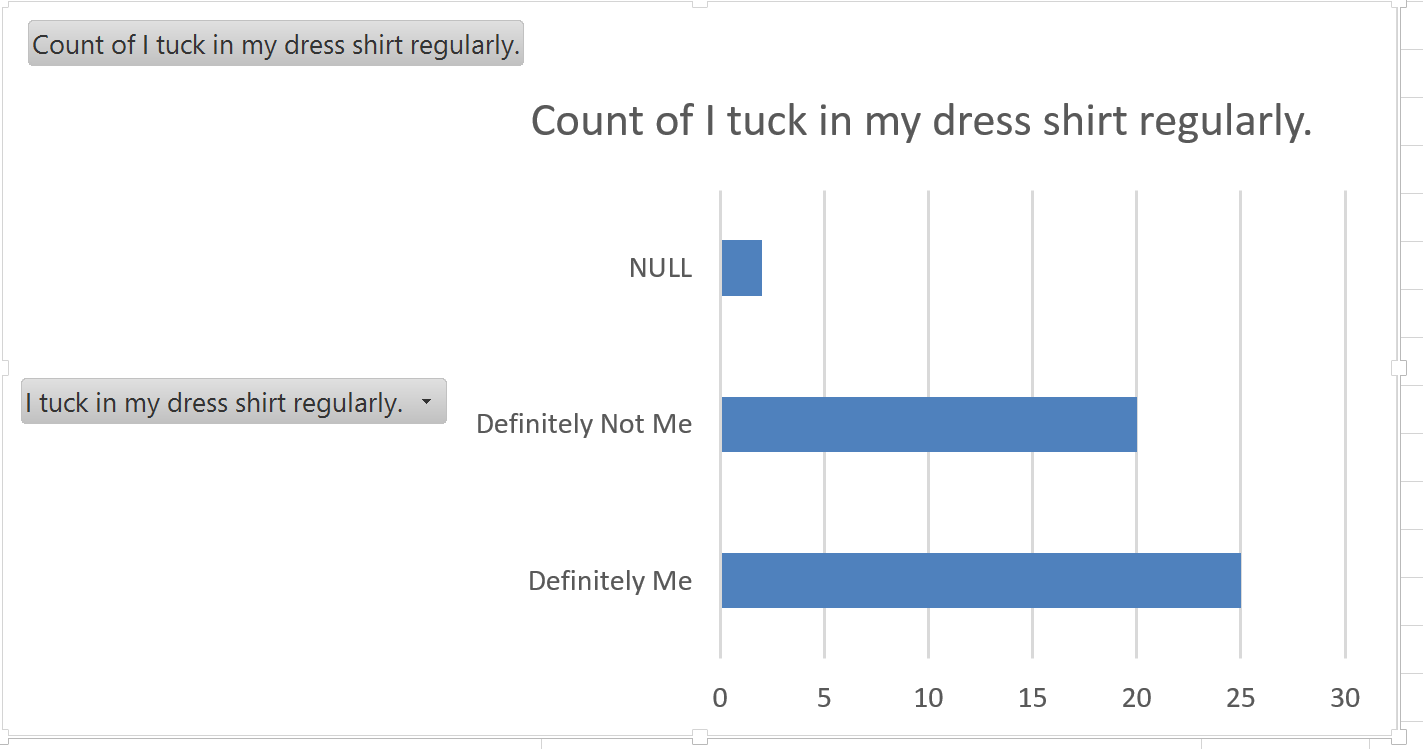 Count of I tuck in my dress shirt regularly.
Count of I tuck in my dress shirt regularly.
NULL
I tuck in my dress shirt regularly.
Definitely Not Me
Definitely Me
0 5 10 15 20 25 30